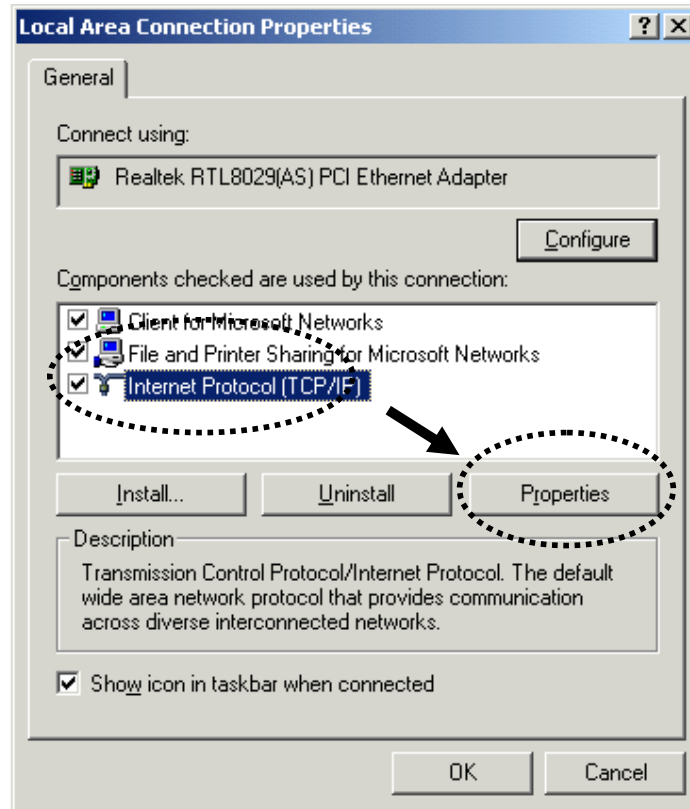 Local Area Connection Properties
General
Connect using:
Realtek RTL8029(AS) PCI Ethernet Adapter
Configure
Components checked are used by this connection:
Client for Microsoft Networks
File and Printer Sharing for Microsoft Networks
Internet Protocol (TCP/IP)
Install... Uninstall Properties
Description
Transmission Control Protocol/Internet Protocol. The default
wide area network protocol that provides communication
across diverse interconnected networks.
Show icon in taskbar when connected
OK Cancel